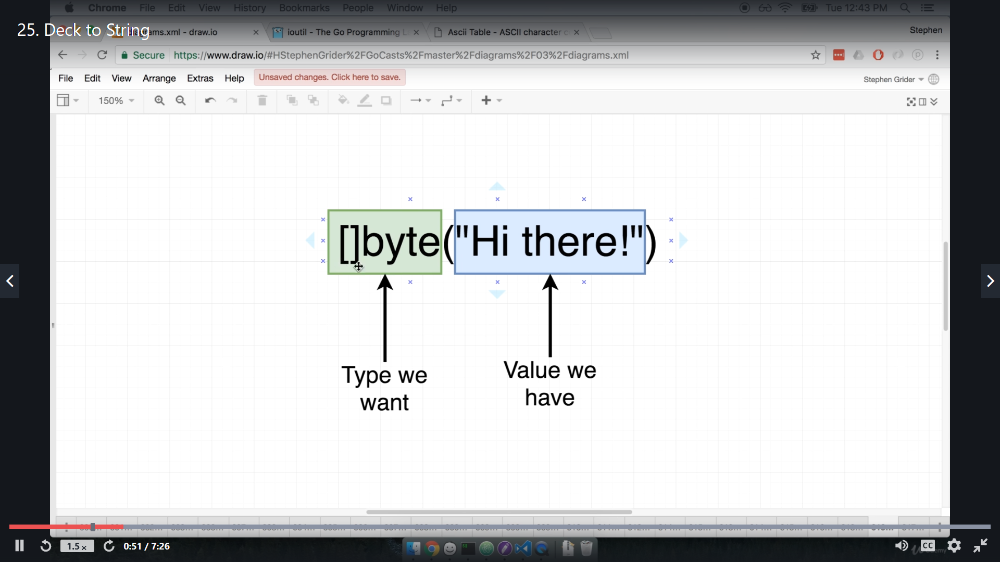 Chrome File Edit View History Bookmarks People Window Help Tue 12:43 PM
25. Deck to String
ams.xml - draw.io
ioutil - The Go Programming
Ascii Table - ASCII character
Stephen
Secure https://www.draw.io/#HStephenGrider%2FGoCasts%2Fmaster%2Fdiagrams%2F03%2Fdiagrams.xml
File Edit View Arrange Extras Help Unsaved changes. Click here to save. Stephen Grider
150%
[]byte("Hi there!")
Type we
want
Value we
have
1.5 x 0:51 / 7:26 CC